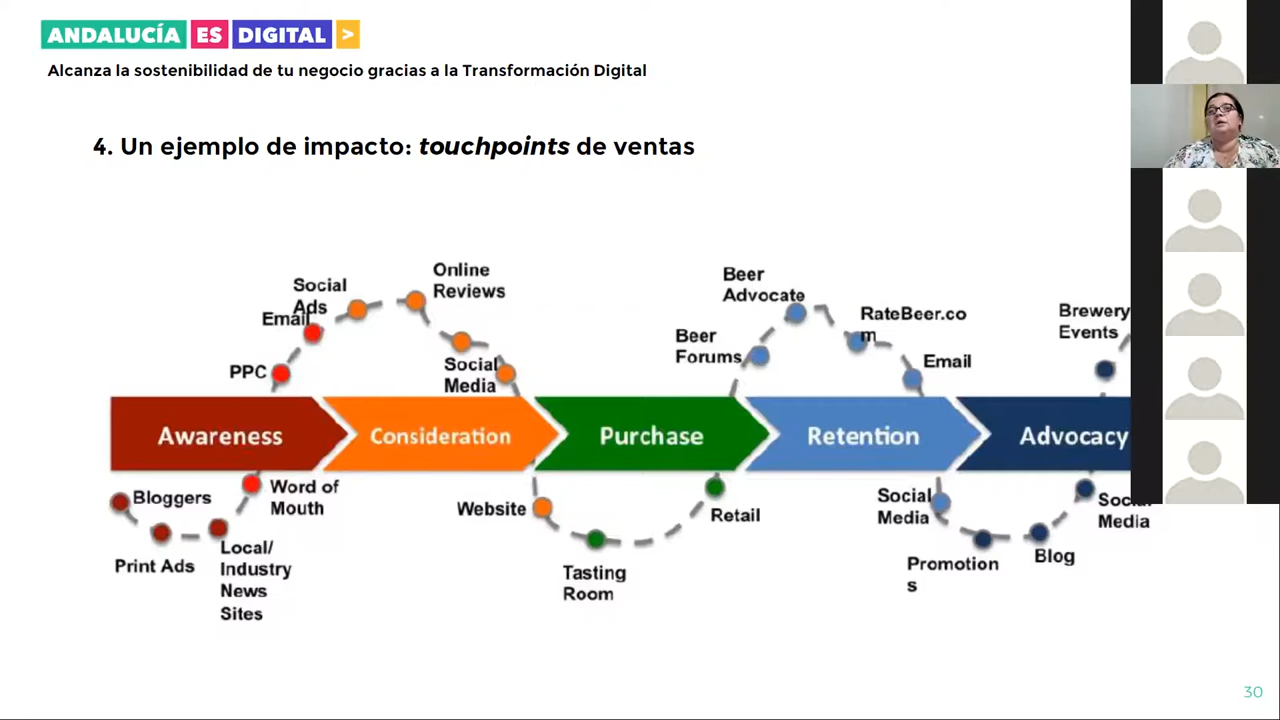 ANDALUCÍA ES DIGITAL >
Alcanza la sostenibilidad de tu negocio gracias a la Transformación Digital
4. Un ejemplo de impacto: touchpoints de ventas
Online
Reviews
Social
Ads
Email
PPC
Social
Media
Beer
Advocate
RateBeer.co
m
Beer
Forums
Email
Brewery
Events
Awareness
Consideration
Purchase
Retention
Advocacy
Bloggers
Print Ads
Local/
Industry
News
Sites
Word of
Mouth
Website
Tasting
Room
Retail
Social
Media
Promotion
s
Blog
Social
Media
30